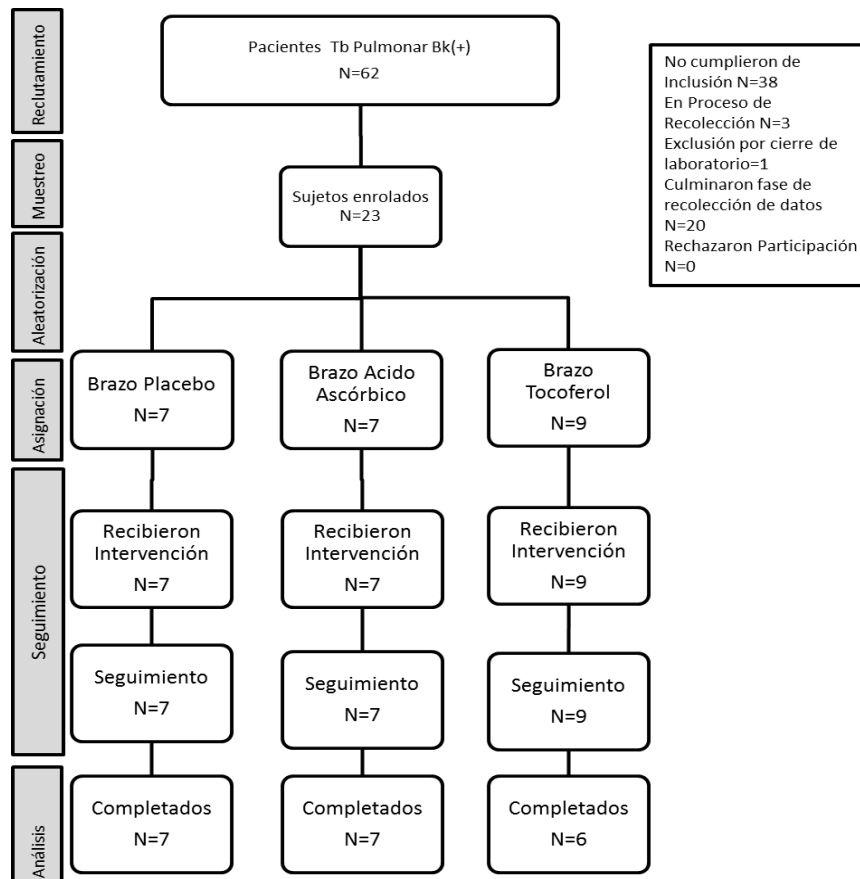 Reclutamiento
Pacientes Tb Pulmonar Bk(+)
N=62
No cumplieron de
Inclusión N=38
En Proceso de
Recolección N=3
Exclusión por cierre de
laboratorio=1
Culminaron fase de
recolección de datos
N=20
Rechazaron Participación
N=0
Muestreo
Sujetos enrolados
N=23
Aleatorización
Asignación
Brazo Placebo
N=7
Brazo Acido
Ascórbico
N=7
Brazo
Tocoferol
N=9
Seguimiento
Recibieron
Intervención
N=7
Recibieron
Intervención
N=7
Recibieron
Intervención
N=9
Seguimiento
N=7
Seguimiento
N=7
Seguimiento
N=9
Análisis
Completados
N=7
Completados
N=7
Completados
N=6